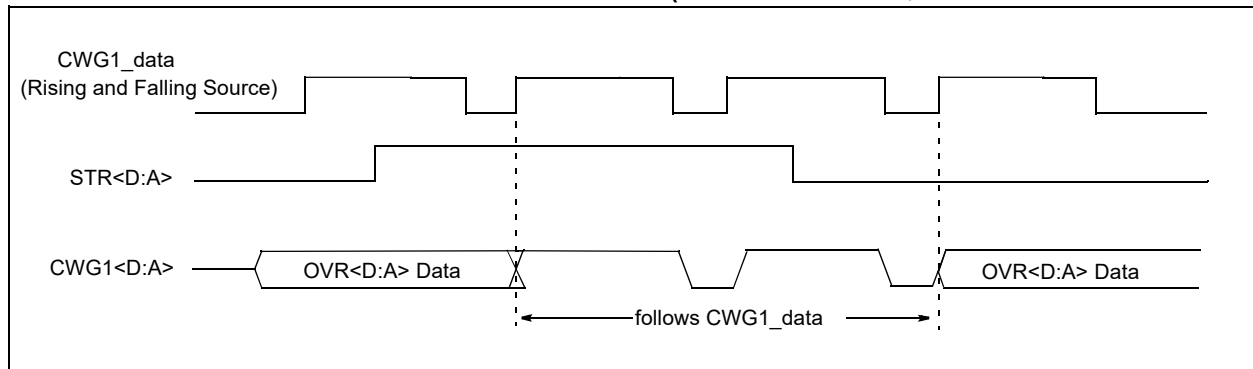 CWG1_data
(Rising and Falling Source)
STR<D:A>
CWG1<D:A>
OVR<D:A> Data
OVR<D:A> Data
follows CWG1_data